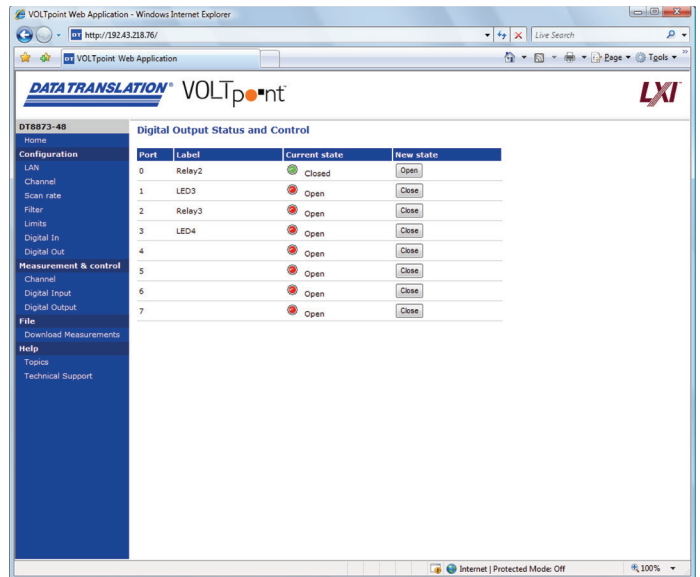 VOLTpoint Web Application - Windows Internet Explorer
http://192.43.218.76/
Live Search
VOLTpoint Web Application
Page Tools
DATA TRANSLATION® VOLTpoint LXI
DT8873-48
Home
Configuration
LAN
Channel
Scan rate
Filter
Limits
Digital In
Digital Out
Measurement & control
Channel
Digital Input
Digital Output
File
Download Measurements
Help
Topics
Technical Support
Digital Output Status and Control
Port Label Current state New state
0 Relay2 Closed Open
1 LED3 Open Close
2 Relay3 Open Close
3 LED4 Open Close
4 Open Close
5 Open Close
6 Open Close
7 Open Close
Internet | Protected Mode: Off 100%